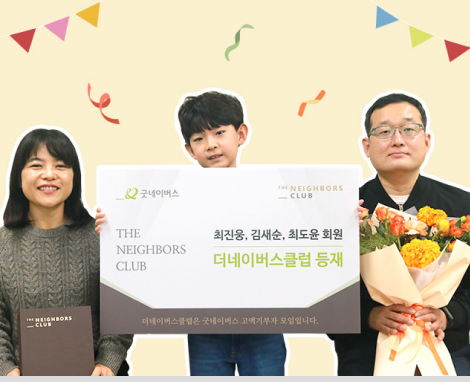 굿네이버스
THE NEIGHBORS
CLUB
THE
NEIGHBORS
CLUB
최진웅, 김새순, 최도윤 회원
더네이버스클럽 등재
더네이버스클럽은 굿네이버스 고액기부자 모임입니다.
THE NEIGHBORS
CLUB